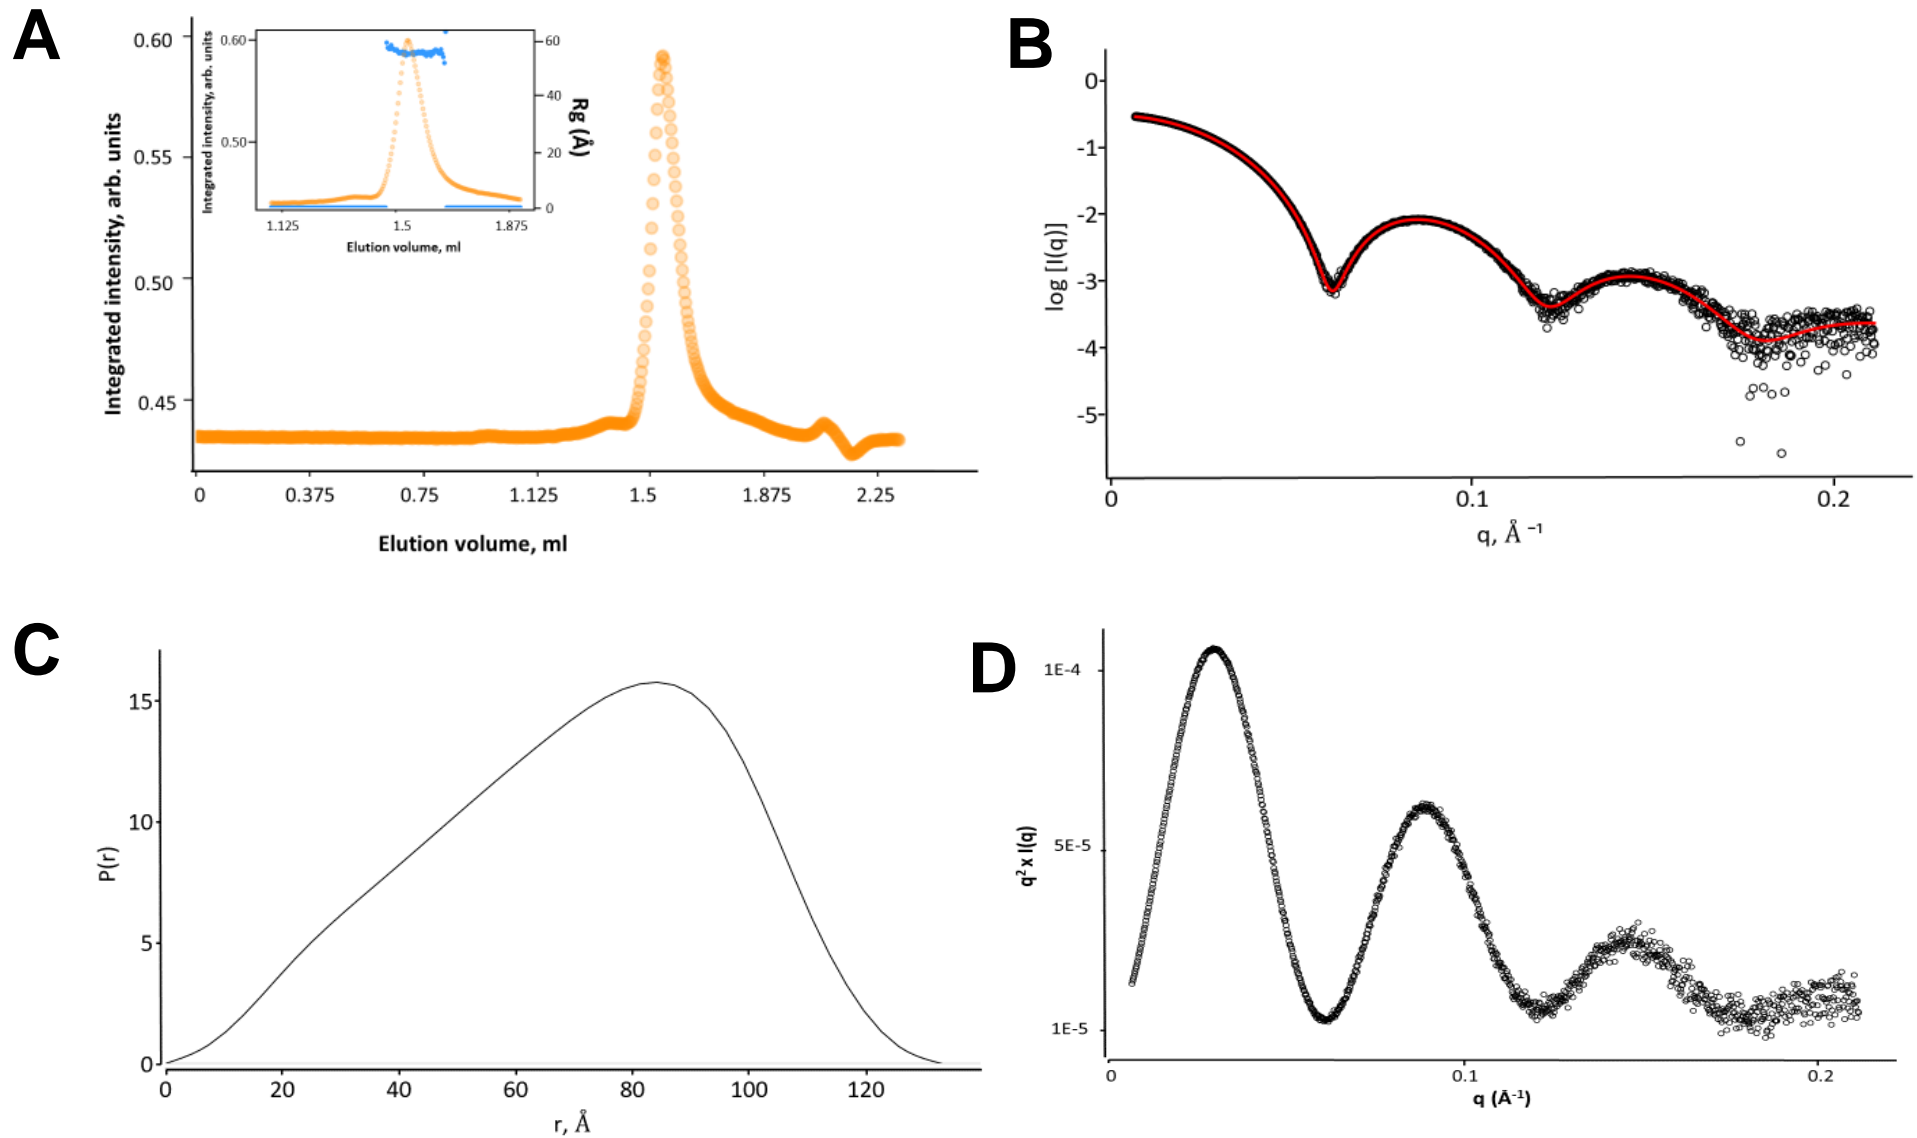 A
Integrated intensity, arb. units
0.60
0.55
0.50
0.45
0 0.375 0.75 1.125 1.5 1.875 2.25
Elution volume, ml
Integrated intensity, arb. units
0.60
0.50
60
40
20
0
Rg (Å)
1.125 1.5 1.875
Elution volume, ml
B
log [I(q)]
0
-1
-2
-3
-4
-5
0 0.1 0.2
q, Å ⁻¹
C
P(r)
15
10
5
0
0 20 40 60 80 100 120
r, Å
D
q² x I(q)
1E-4
5E-5
1E-5
0 0.1 0.2
q (Å⁻¹)